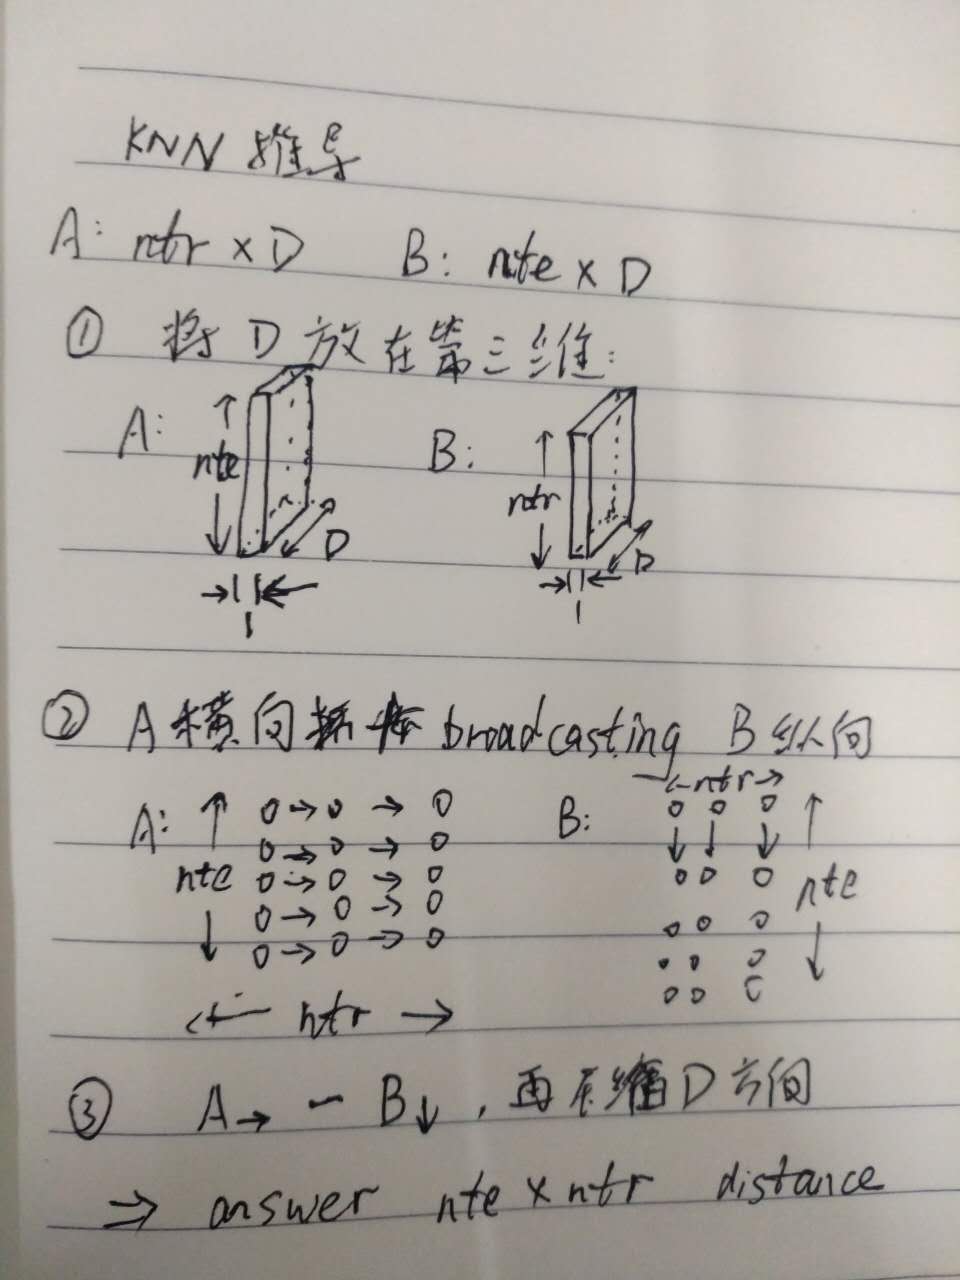 KNN 推导
A: ntr × D B: nte × D
① 将 D 放在第三维:
A: nte D 1 B: ntr D 1
② A 横向 broadcasting B 纵向
A: nte ntr B: ntr nte
③ A→ − B↓, 再压缩 D 方向
⇒ answer nte × ntr distance